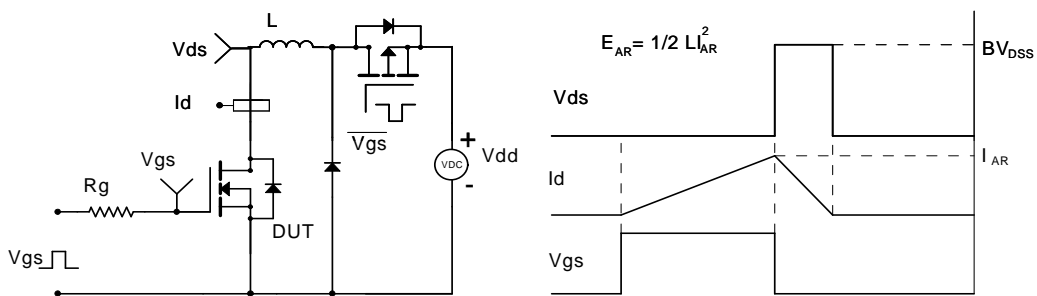 L
Vds
Id
Vgs
Rg
DUT
Vgs
Vgs
+
VDC
-
Vdd
E_AR= 1/2 LI_AR^2
BV_DSS
Vds
I_AR
Id
Vgs